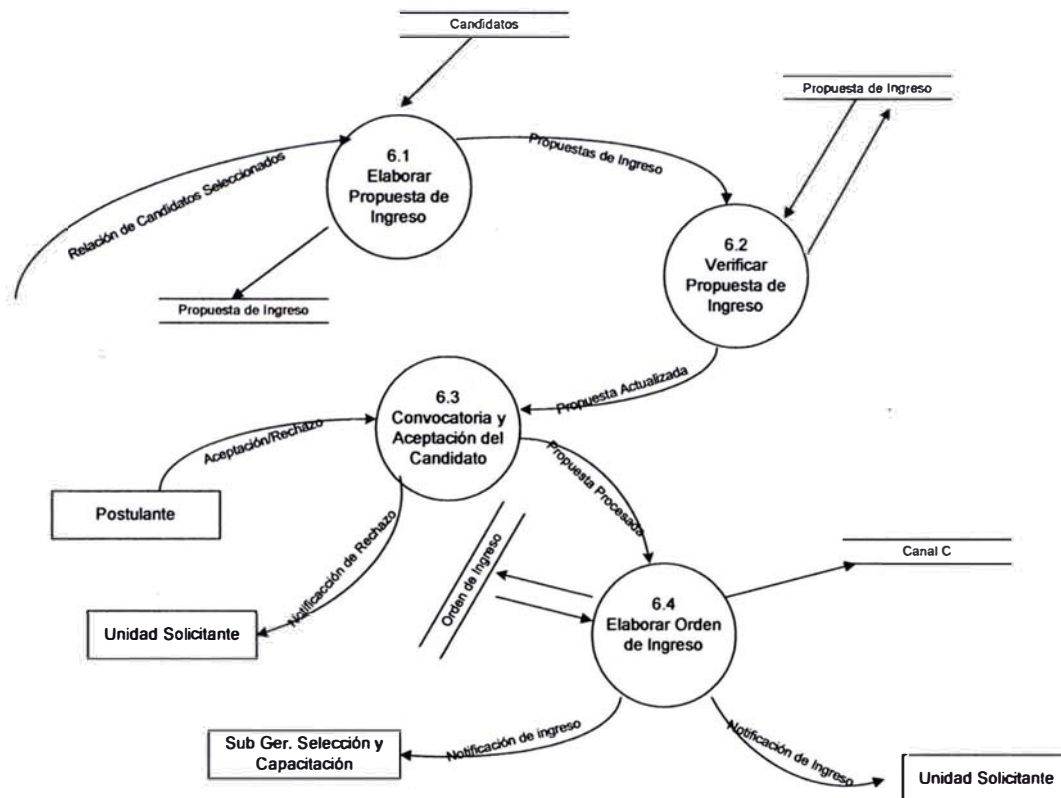 Candidatos
Propuesta de Ingreso
6.1
Elaborar
Propuesta de
Ingreso
Propuestas de Ingreso
Relación de Candidatos Seleccionados
6.2
Verificar
Propuesta de
Ingreso
Propuesta de Ingreso
Propuesta Actualizada
6.3
Convocatoria y
Aceptación del
Candidato
Aceptación/Rechazo
Postulante
Propuesta Procesada
Notificacción de Rechazo
Orden de Ingreso
Canal C
6.4
Elaborar Orden
de Ingreso
Unidad Solicitante
Notificación de ingreso
Notificación de Ingreso
Sub Ger. Selección y
Capacitación
Unidad Solicitante